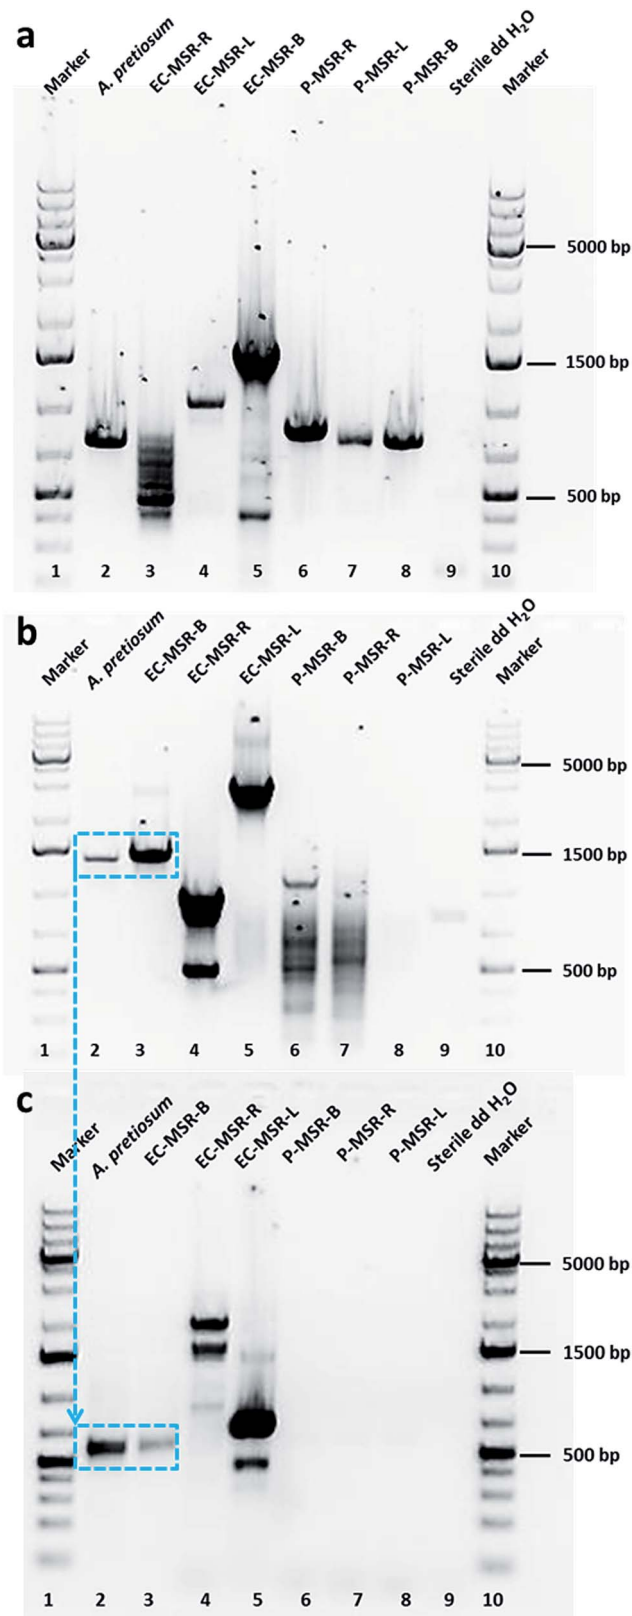 a
Marker
A. pretiosum
EC-MSR-R
EC-MSR-L
EC-MSR-B
P-MSR-R
P-MSR-L
P-MSR-B
Sterile dd H₂O
Marker
5000 bp
1500 bp
500 bp
1 2 3 4 5 6 7 8 9 10
b
Marker
A. pretiosum
EC-MSR-B
EC-MSR-R
EC-MSR-L
P-MSR-B
P-MSR-R
P-MSR-L
Sterile dd H₂O
Marker
5000 bp
1500 bp
500 bp
1 2 3 4 5 6 7 8 9 10
c
Marker
A. pretiosum
EC-MSR-B
EC-MSR-R
EC-MSR-L
P-MSR-B
P-MSR-R
P-MSR-L
Sterile dd H₂O
Marker
5000 bp
1500 bp
500 bp
1 2 3 4 5 6 7 8 9 10